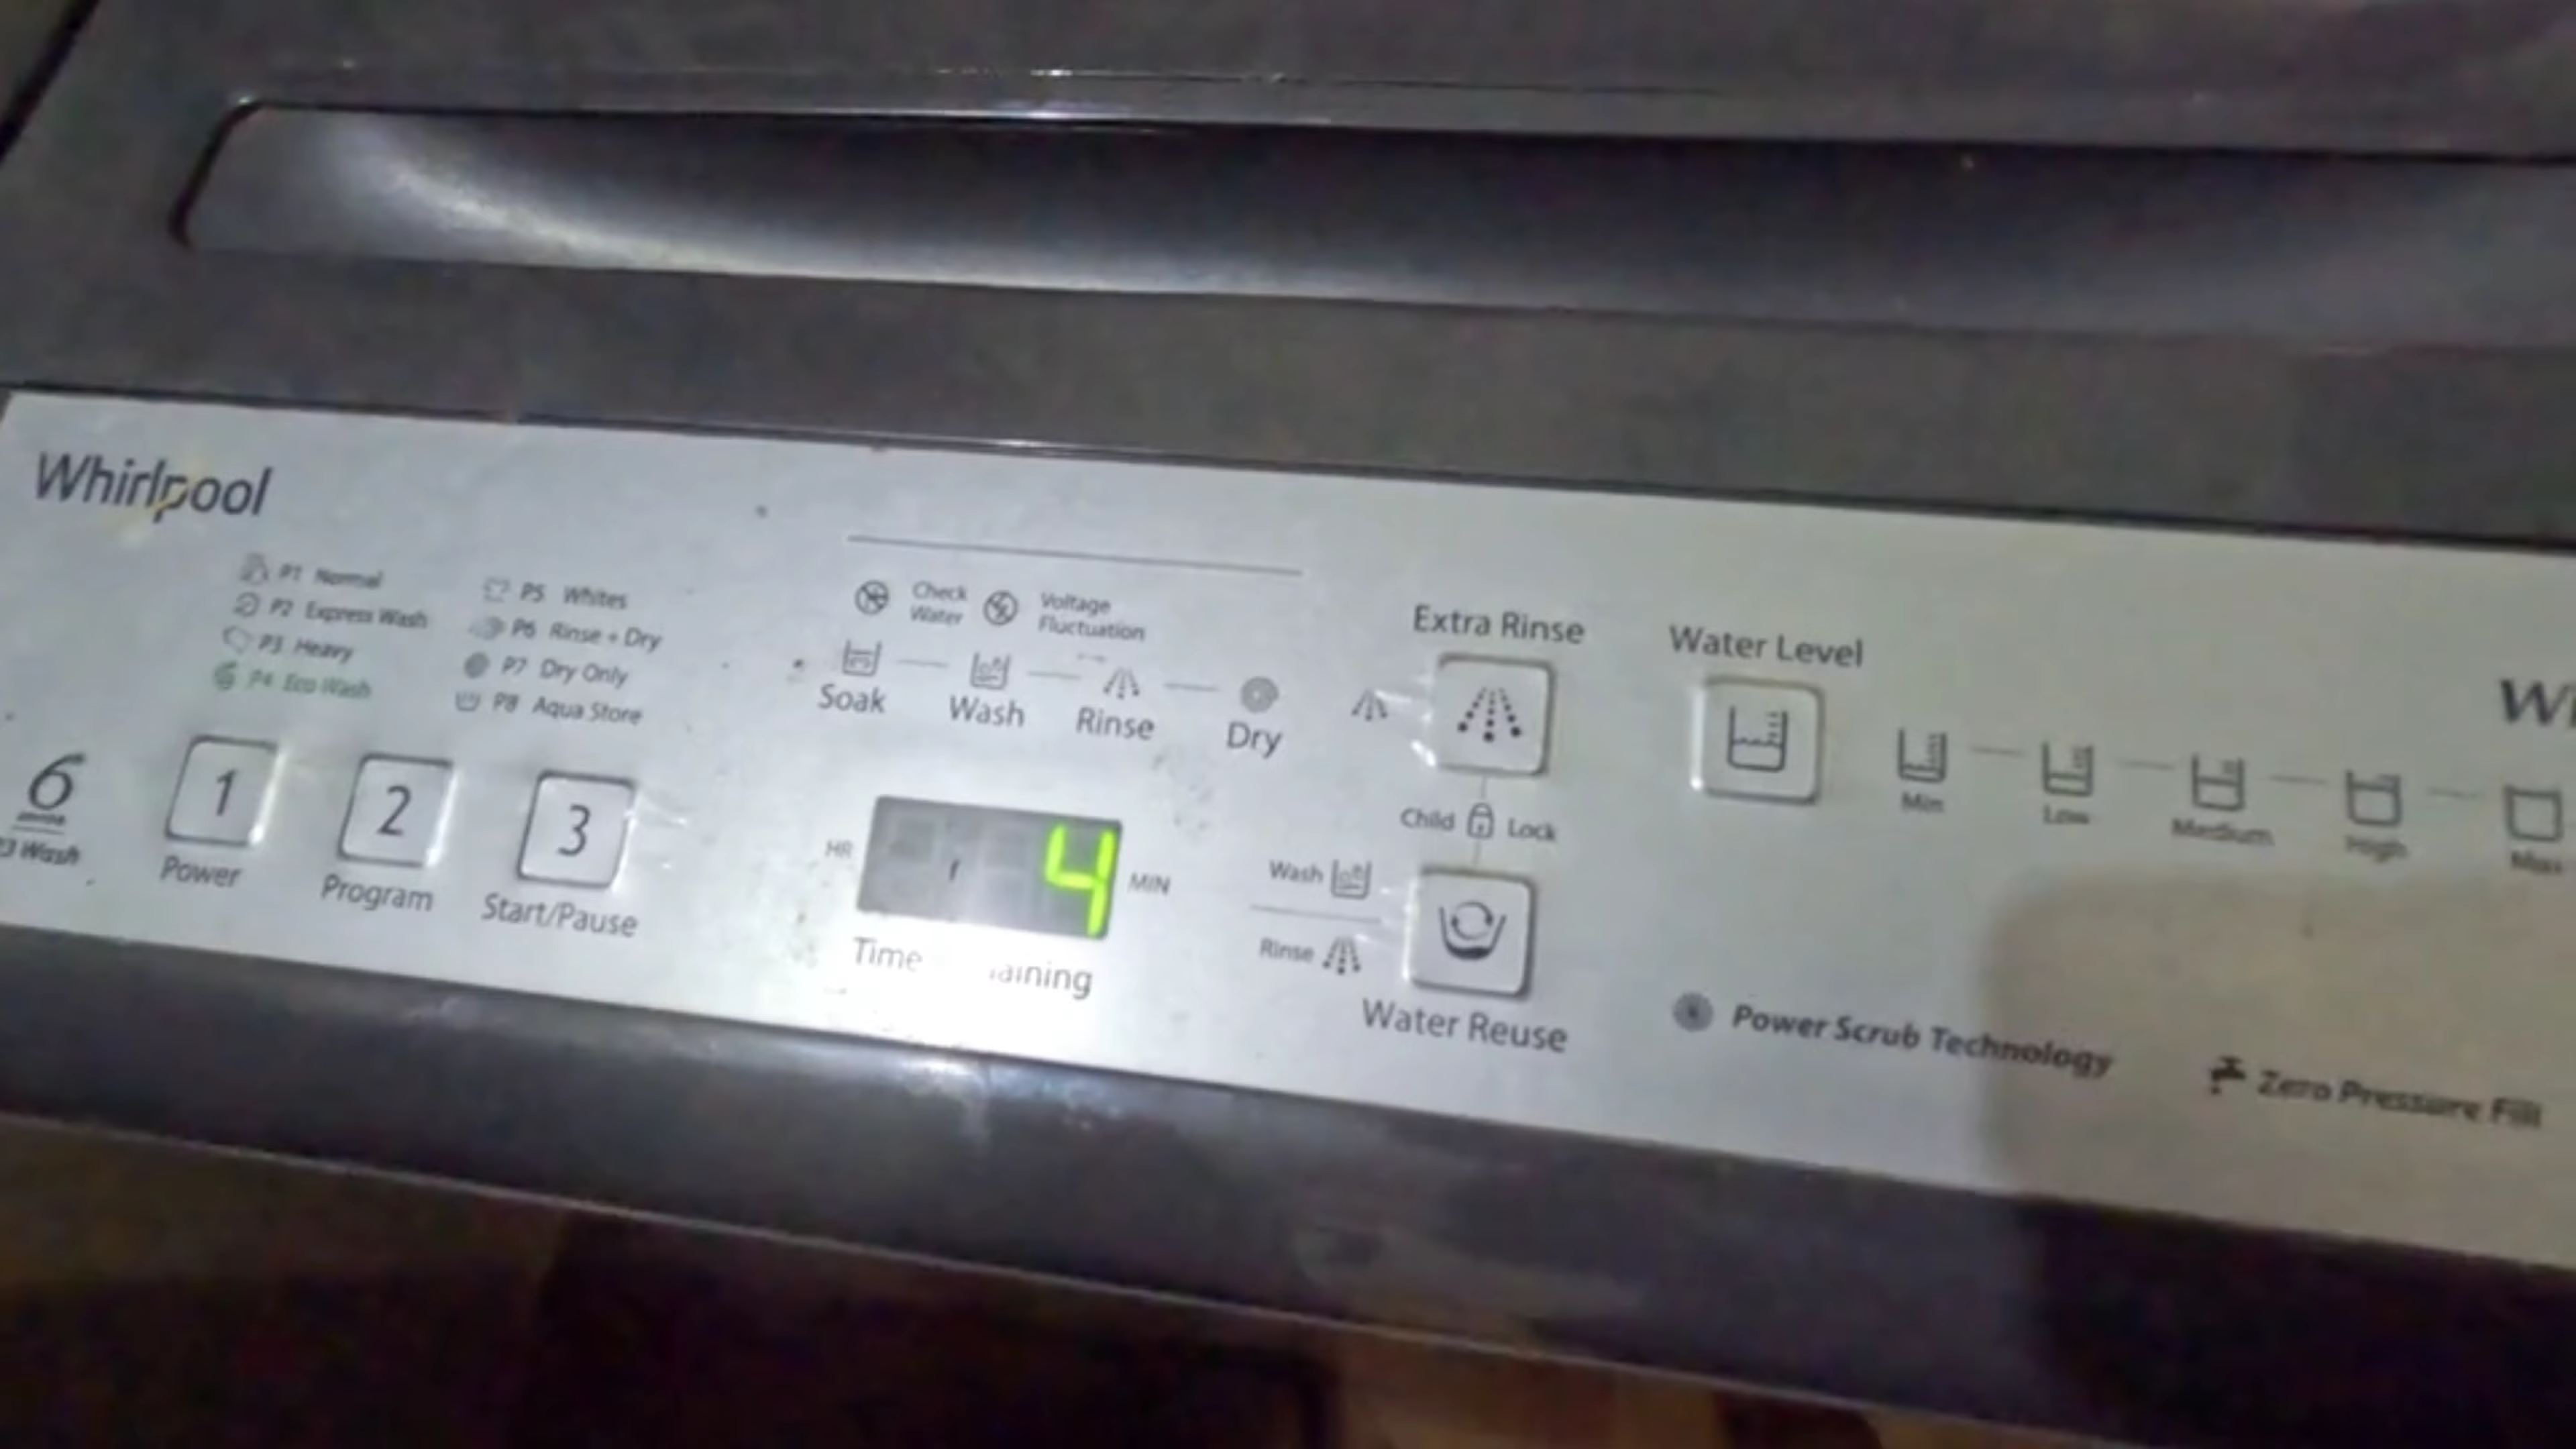 Whirlpool
P1 Normal
P2 Express Wash
P3 Heavy
P4 Eco Wash
P5 Whites
P6 Rinse + Dry
P7 Dry Only
P8 Aqua Store
6
Wash
1
Power
2
Program
3
Start/Pause
Check
Water
Voltage
Fluctuation
Soak
Wash
Rinse
Dry
HR
4
MIN
Time
Extra Rinse
Child Lock
Wash
Rinse
Water Reuse
Water Level
Min
Low
Medium
High
Max
Power Scrub Technology
Zero Pressure Fill